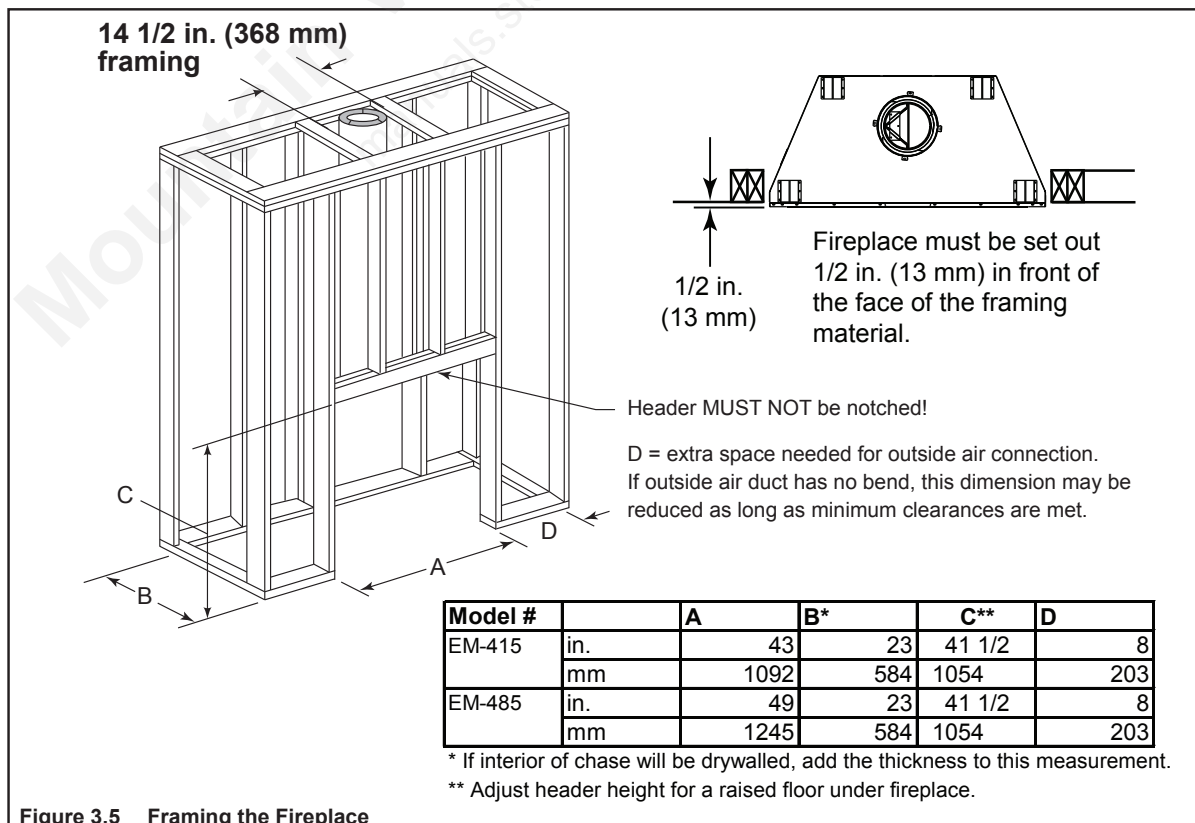 14 1/2 in. (368 mm)
framing
1/2 in.
(13 mm)
Fireplace must be set out
1/2 in. (13 mm) in front of
the face of the framing
material.
Header MUST NOT be notched!
D = extra space needed for outside air connection.
If outside air duct has no bend, this dimension may be
reduced as long as minimum clearances are met.
C
D
A
B
Model # A B* C** D
EM-415 in. 43 23 41 1/2 8
mm 1092 584 1054 203
EM-485 in. 49 23 41 1/2 8
mm 1245 584 1054 203
* If interior of chase will be drywalled, add the thickness to this measurement.
** Adjust header height for a raised floor under fireplace.
Figure 3.5 Framing the Fireplace
Mountain